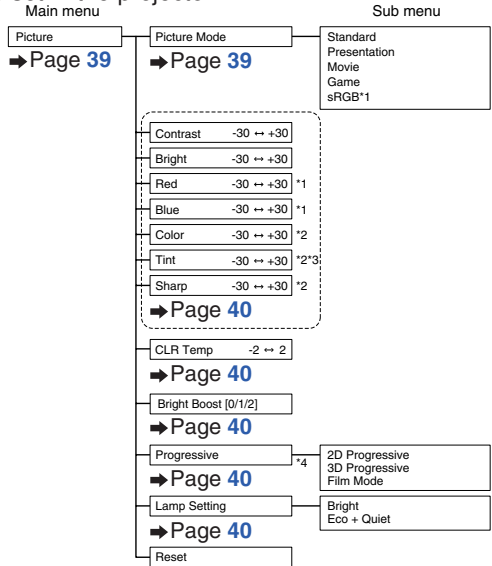 Main menu
Sub menu
Picture
➡Page 39
Picture Mode
➡Page 39
Standard
Presentation
Movie
Game
sRGB*1
Contrast -30 ↔ +30
Bright -30 ↔ +30
Red -30 ↔ +30 *1
Blue -30 ↔ +30 *1
Color -30 ↔ +30 *2
Tint -30 ↔ +30 *2*3
Sharp -30 ↔ +30 *2
➡Page 40
CLR Temp -2 ↔ 2
➡Page 40
Bright Boost [0/1/2]
➡Page 40
Progressive *4
➡Page 40
2D Progressive
3D Progressive
Film Mode
Lamp Setting
➡Page 40
Bright
Eco + Quiet
Reset